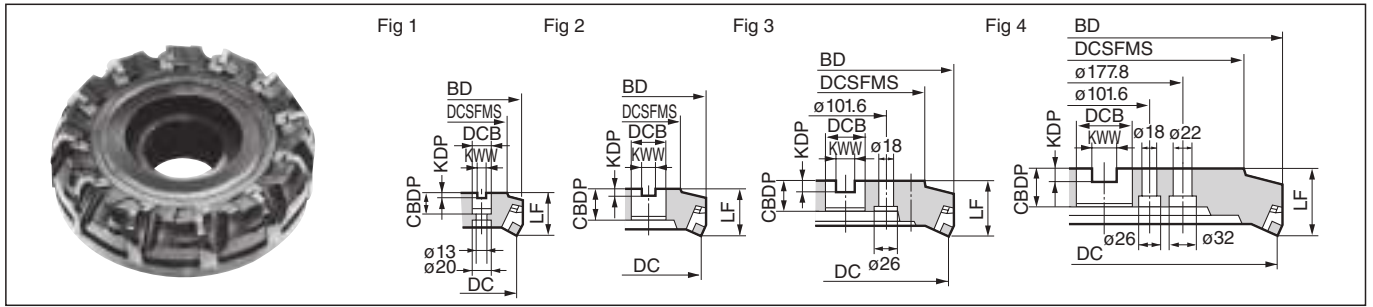 Fig 1
BD
DCSFMS
DCB
KWW
KDP
CBDP
LF
ø13
ø20
DC
Fig 2
BD
DCSFMS
DCB
KWW
KDP
CBDP
LF
DC
Fig 3
BD
DCSFMS
ø101.6
DCB
ø18
KWW
KDP
CBDP
LF
ø26
DC
Fig 4
BD
DCSFMS
ø177.8
ø101.6
DCB
ø18 ø22
KWW
KDP
CBDP
LF
ø26 ø32
DC